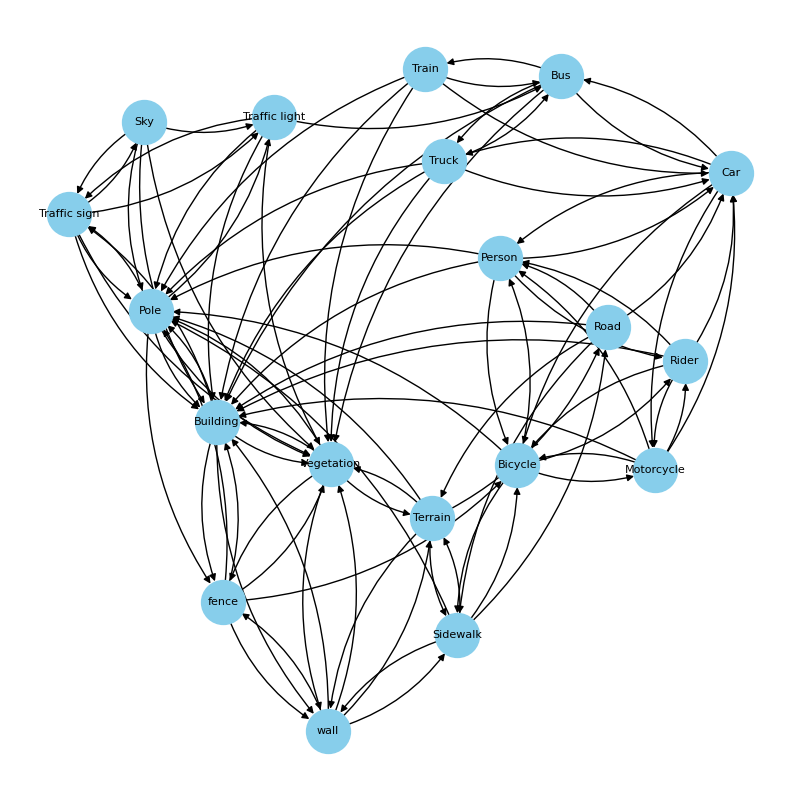 Train
Bus
Sky
Traffic light
Truck
Car
Traffic sign
Person
Pole
Road
Rider
Building
egetation
Bicycle
Motorcycle
Terrain
fence
Sidewalk
wall